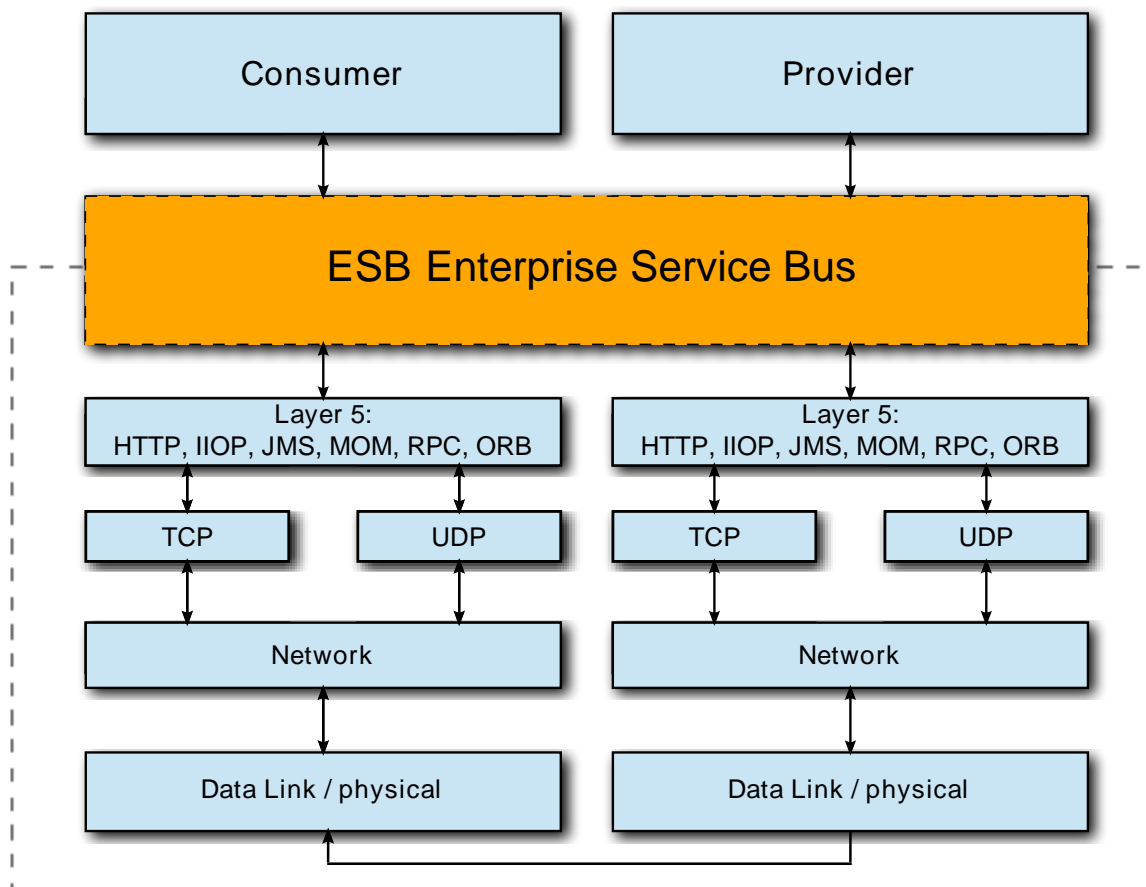 Consumer
Provider
ESB Enterprise Service Bus
Layer 5:
HTTP, IIOP, JMS, MOM, RPC, ORB
Layer 5:
HTTP, IIOP, JMS, MOM, RPC, ORB
TCP
UDP
TCP
UDP
Network
Network
Data Link / physical
Data Link / physical